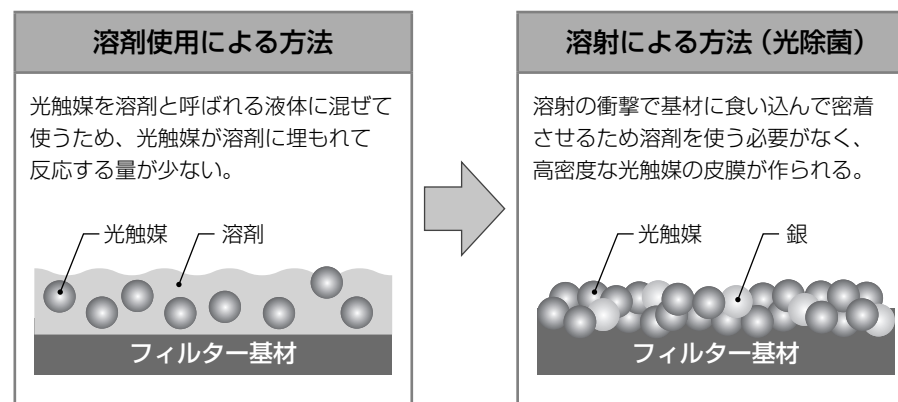 溶剤使用による方法
光触媒を溶剤と呼ばれる液体に混ぜて
使うため、光触媒が溶剤に埋もれて
反応する量が少ない。
光触媒
溶剤
フィルター基材
溶射による方法（光除菌）
溶射の衝撃で基材に食い込んで密着
させるため溶剤を使う必要がなく、
高密度な光触媒の皮膜が作られる。
光触媒
銀
フィルター基材